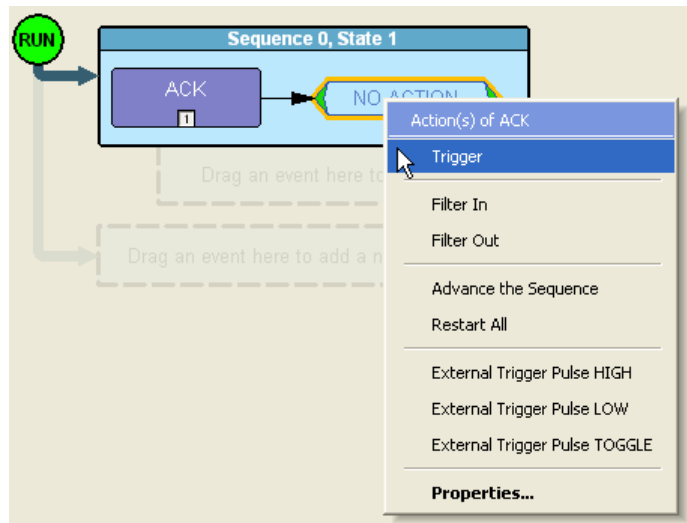 RUN
Sequence 0, State 1
ACK
1
NO ACTION
Action(s) of ACK
Trigger
Drag an event here to
Filter In
Filter Out
Drag an event here to add a n
Advance the Sequence
Restart All
External Trigger Pulse HIGH
External Trigger Pulse LOW
External Trigger Pulse TOGGLE
Properties...